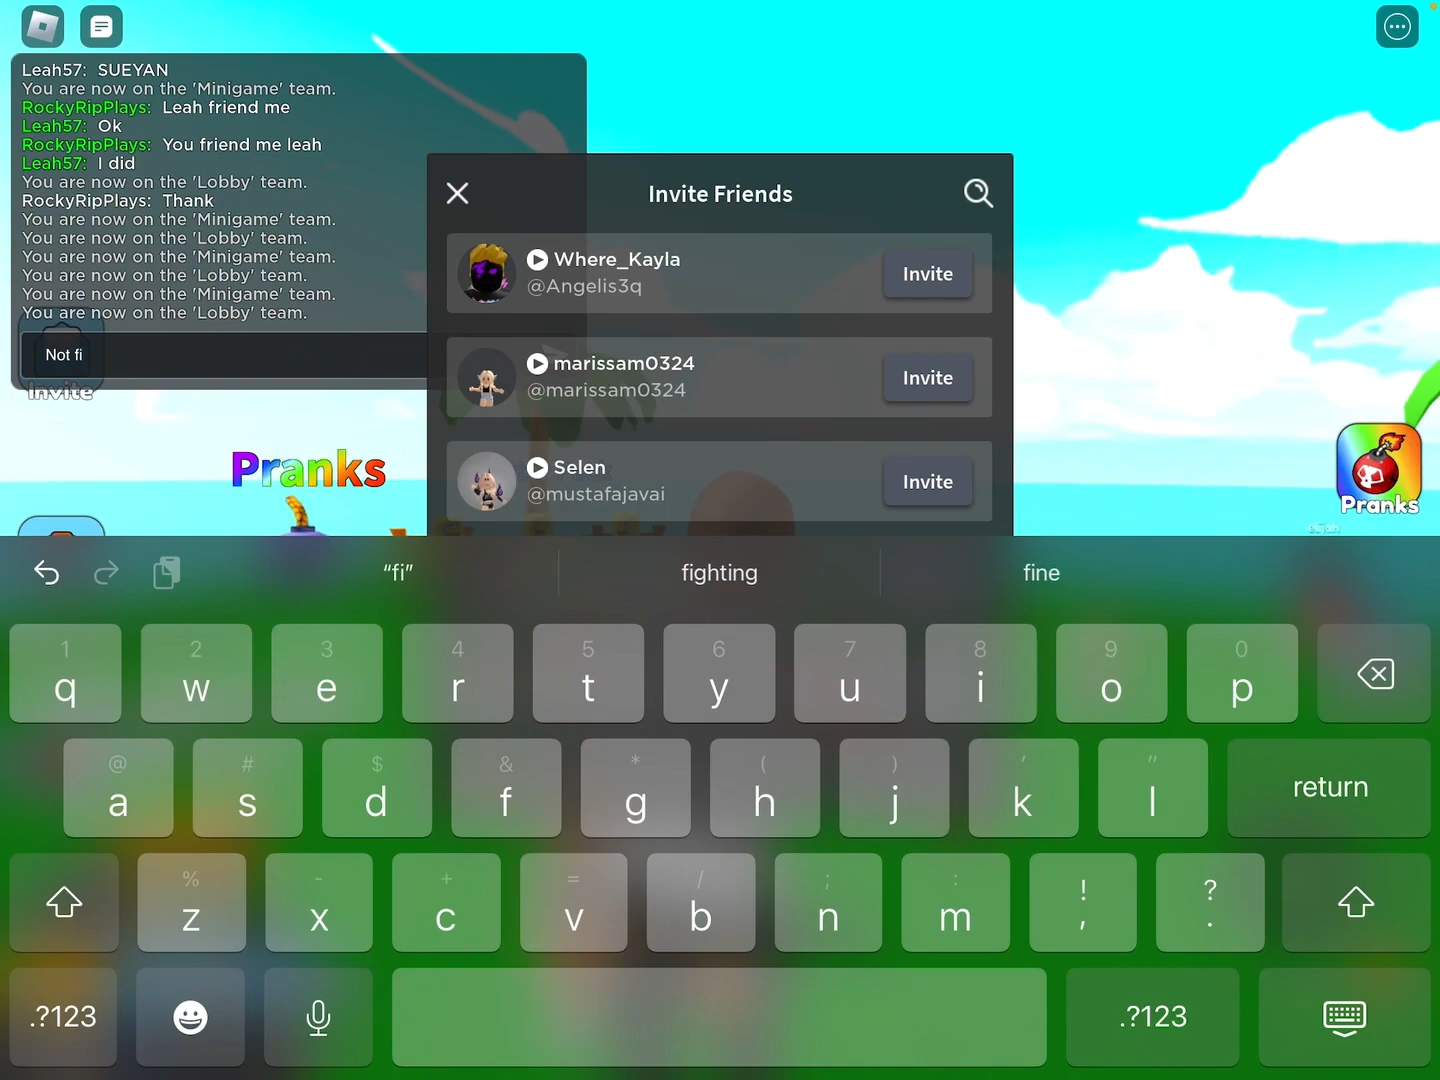 Leah57: SUEYAN
You are now on the 'Minigame' team.
RockyRipPlays: Leah friend me
Leah57: Ok
RockyRipPlays: You friend me leah
Leah57: I did
You are now on the 'Lobby' team.
RockyRipPlays: Thank
You are now on the 'Minigame' team.
You are now on the 'Lobby' team.
You are now on the 'Minigame' team.
You are now on the 'Lobby' team.
You are now on the 'Minigame' team.
You are now on the 'Lobby' team.
Not fi
Invite
Invite Friends
Where_Kayla
@Angelis3q
Invite
marissam0324
@marissam0324
Invite
Selen
@mustafajavai
Invite
Pranks
Pranks
“fi”
fighting
fine
1 2 3 4 5 6 7 8 9 0
q w e r t y u i o p
@ # $ & * ( ) ' "
a s d f g h j k l return
% - + = / ; : ! ?
z x c v b n m , .
.?123 .?123